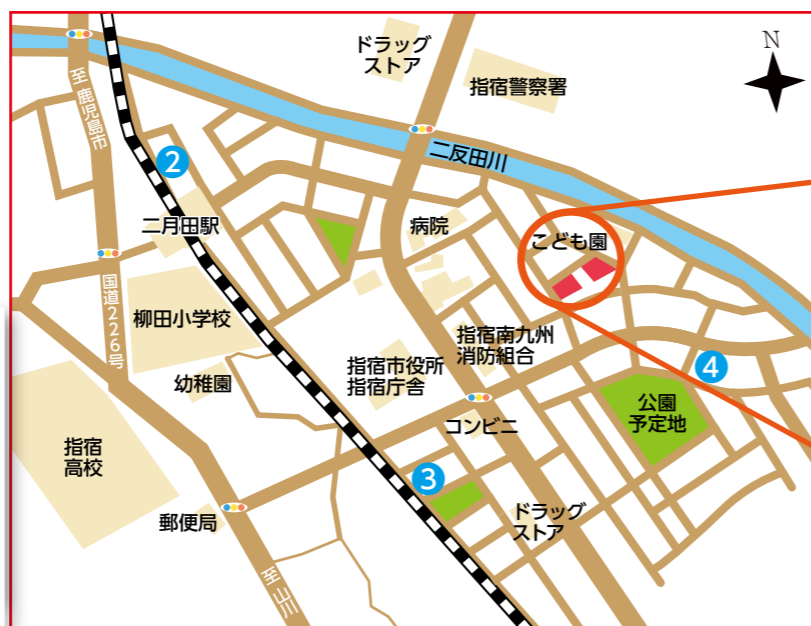 ドラッグ
ストア
N
指宿警察署
至 鹿児島市
二反田川
2
二月田駅
病院
こども園
国道226号
柳田小学校
指宿南九州
消防組合
指宿市役所
指宿庁舎
4
幼稚園
公園
予定地
コンビニ
指宿
高校
3
郵便局
ドラッグ
ストア
至 山川